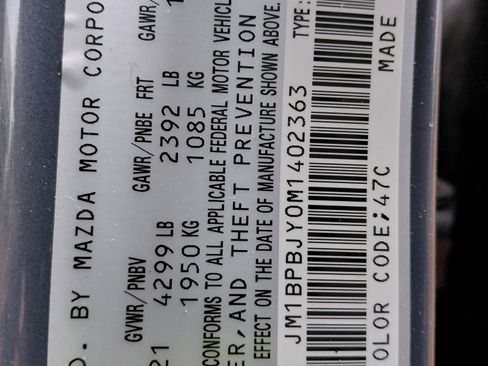 D. BY MAZDA MOTOR CORPO
GVWR/PNBV GAWR/PNBE FRT GAWR/
21 4299 LB 2392 LB
1950 KG 1085 KG
CONFORMS TO ALL APPLICABLE FEDERAL MOTOR VEHICL
ER, AND THEFT PREVENTION
EFFECT ON THE DATE OF MANUFACTURE SHOWN ABOVE.
JM1BPBJY0M1402363 TYPE:
OLOR CODE;47C MADE